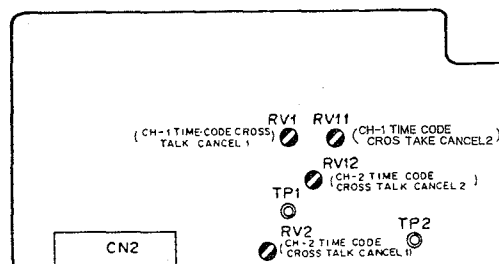 RV1 RV11
(CH-1 TIME·CODE CROSS
TALK CANCEL 1
(CH-1 TIME CODE
CROS TAKE CANCEL2)
RV12
(CH-2 TIME CODE
CROSS TALK CANCEL 2)
TP1
RV2
(CH-2 TIME CODE
CROSS TALK CANCEL 1)
TP2
CN2